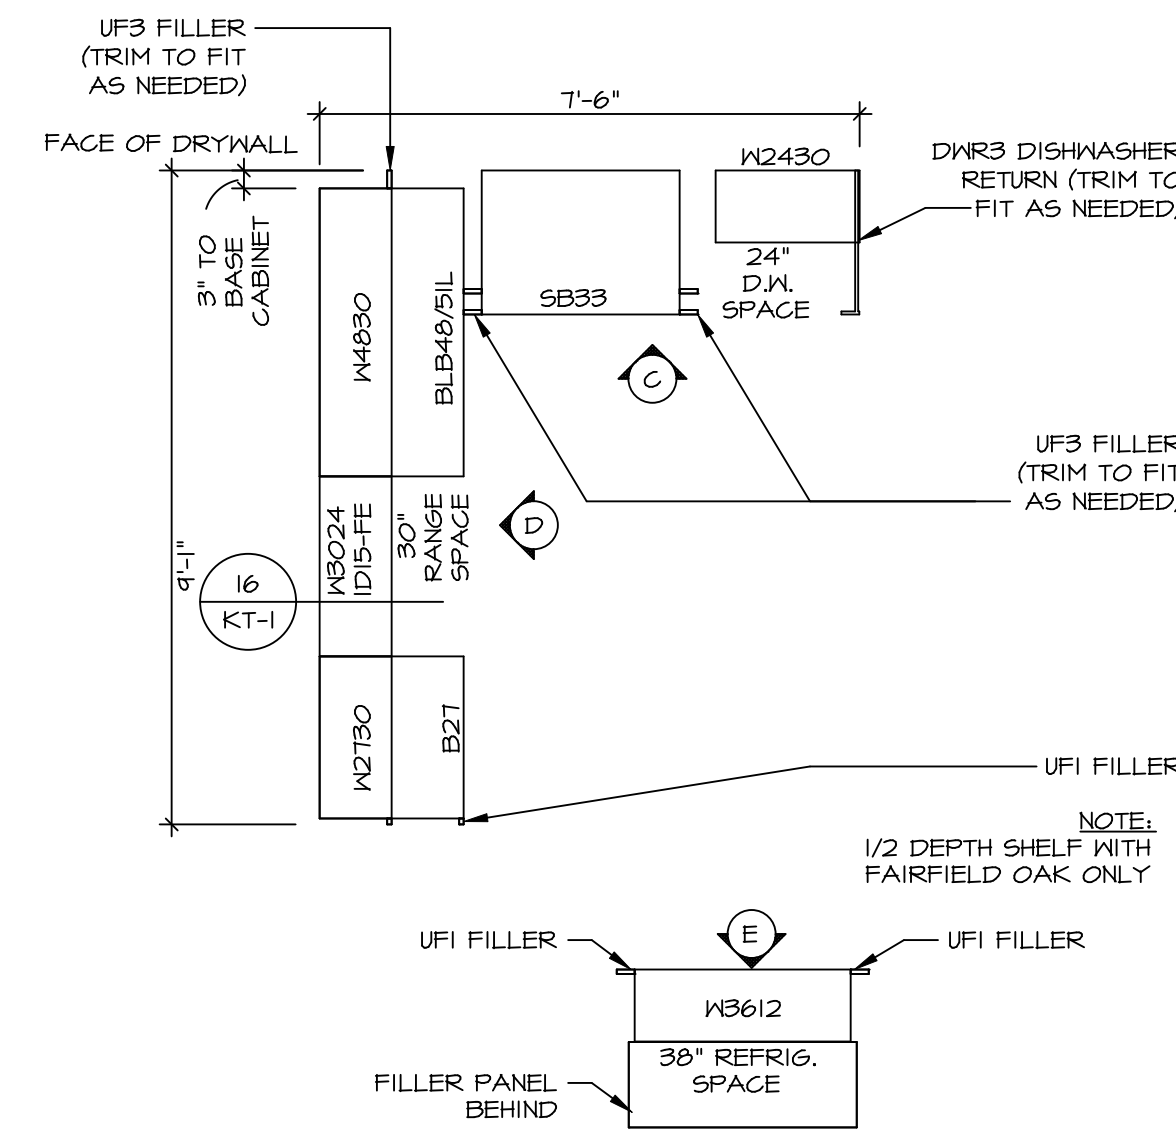 UF3 FILLER
(TRIM TO FIT
AS NEEDED)
7'-6"
FACE OF DRYWALL
W2430
DWR3 DISHWASHER
RETURN (TRIM TO
FIT AS NEEDED)
3" TO
BASE
CABINET
W4830
BLB48/51L
SB33
24"
D.W.
SPACE
C
UF3 FILLER
(TRIM TO FIT
AS NEEDED)
9'-1"
W3024
1D15-FE
30"
RANGE
SPACE
D
16
KT-1
W2730
B27
UF1 FILLER
NOTE:
1/2 DEPTH SHELF WITH
FAIRFIELD OAK ONLY
UF1 FILLER
E
UF1 FILLER
W3612
38" REFRIG.
SPACE
FILLER PANEL
BEHIND